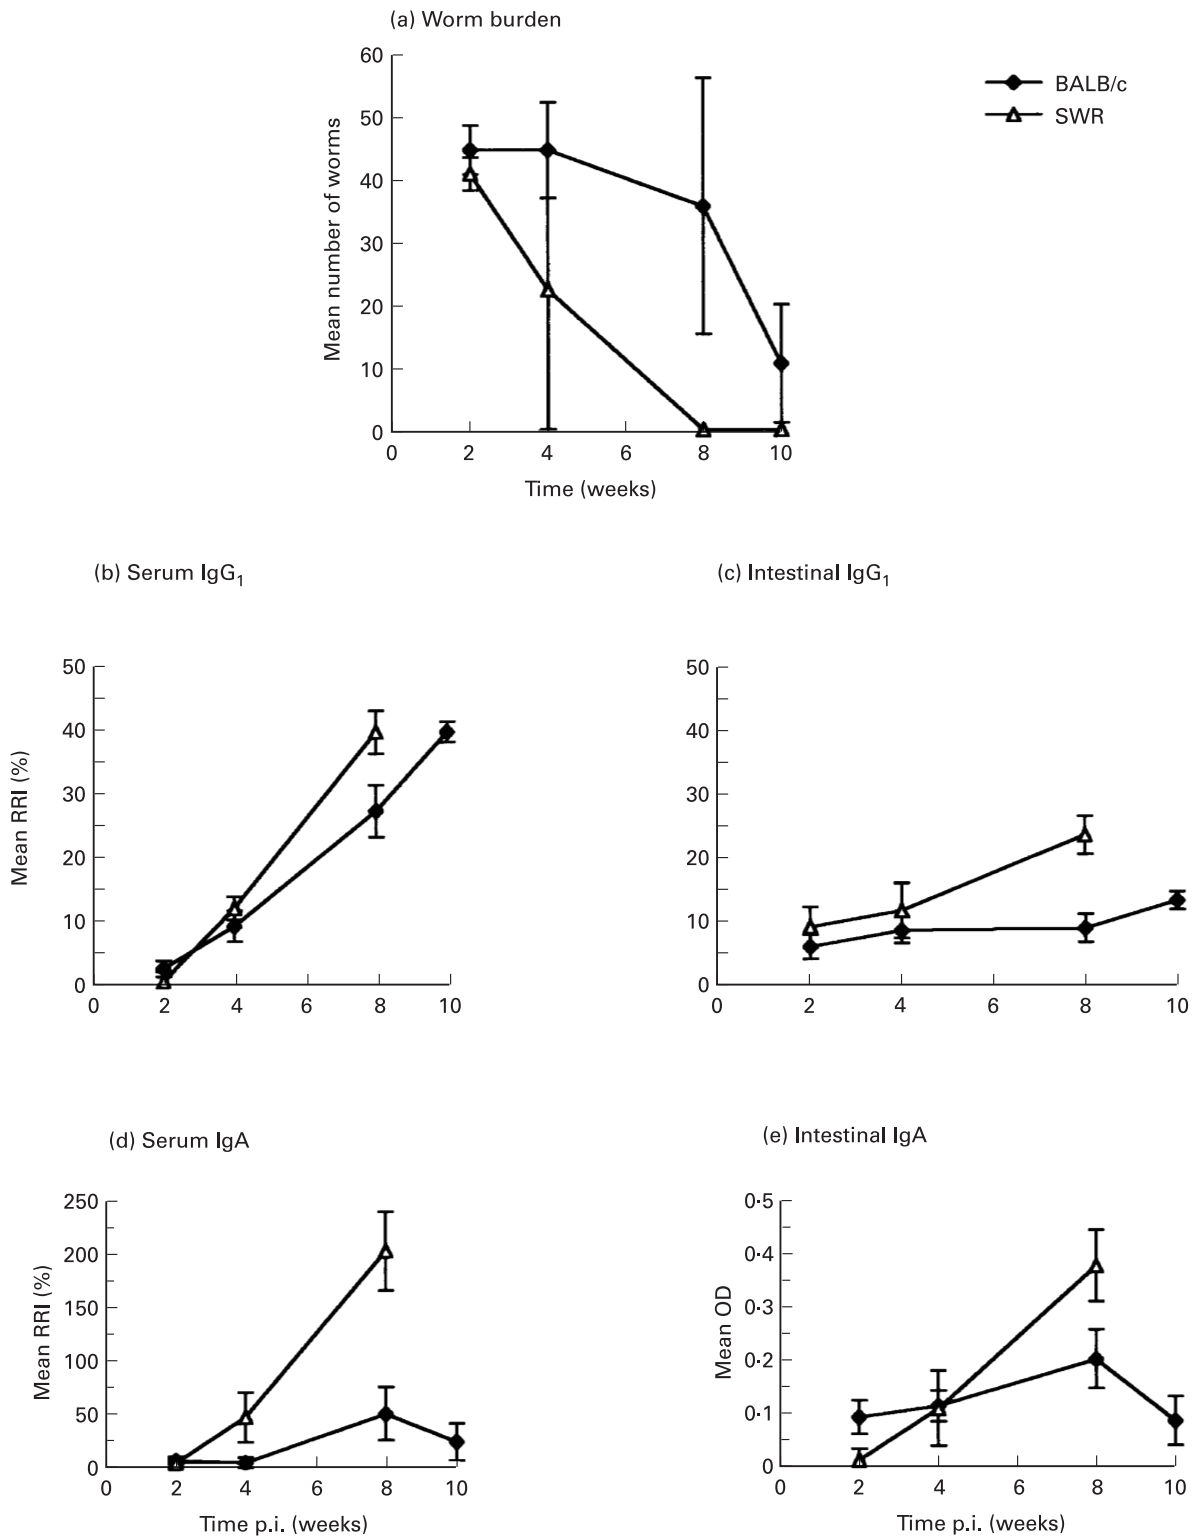 (a) Worm burden
60
50
40
30
20
10
0
Mean number of worms
0 2 4 6 8 10
Time (weeks)
BALB/c
SWR
(b) Serum IgG₁
50
40
30
20
10
0
Mean RRI (%)
0 2 4 6 8 10
(c) Intestinal IgG₁
50
40
30
20
10
0
0 2 4 6 8 10
(d) Serum IgA
250
200
150
100
50
0
Mean RRI (%)
0 2 4 6 8 10
Time p.i. (weeks)
(e) Intestinal IgA
0·5
0·4
0·3
0·2
0·1
0
Mean OD
0 2 4 6 8 10
Time p.i. (weeks)